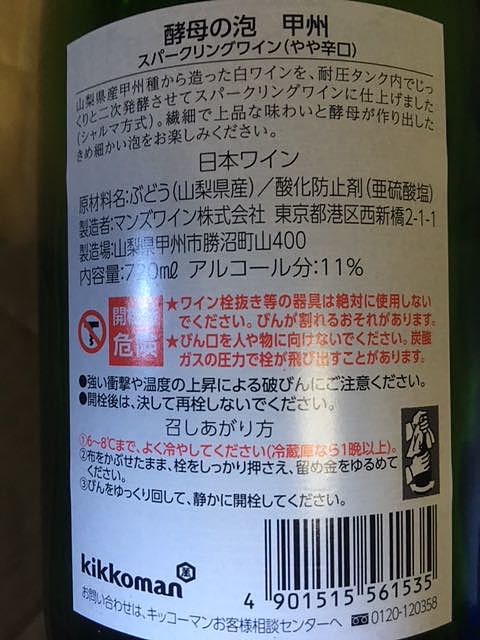 酵母の泡 甲州
スパークリングワイン(やや辛口)
山梨県産甲州種から造った白ワインを、耐圧タンク内でじっ
くりと二次発酵させてスパークリングワインに仕上げました
(シャルマ方式)。繊細で上品な味わいと酵母が作り出した
きめ細かい泡をお楽しみください。
日本ワイン
原材料名:ぶどう(山梨県産)/酸化防止剤(亜硫酸塩)
製造者:マンズワイン株式会社 東京都港区西新橋2-1-1
製造場:山梨県甲州市勝沼町山400
内容量:720㎖ アルコール分:11%
開栓
危険
★ワイン栓抜き等の器具は絶対に使用しない
でください。びんが割れるおそれがあります。
★びん口を人や物に向けないでください。炭酸
ガスの圧力で栓が飛び出すことがあります。
●強い衝撃や温度の上昇による破びんにご注意ください。
●開栓後は、決して再栓しないでください。
召しあがり方
①6~8℃まで、よく冷やしてください(冷蔵庫なら1晩以上)。
②布をかぶせたまま、栓をしっかり押さえ、留め金をゆるめて
ください。
③びんをゆっくり回して、静かに開栓してください。
kikkoman
萬
4 901515 561535
お問い合わせは、キッコーマンお客様相談センターへ 0120-120358